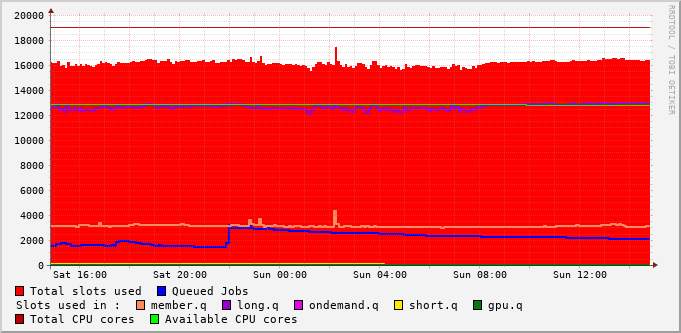 20000
18000
16000
14000
12000
10000
8000
6000
4000
2000
0
Sat 16:00 Sat 20:00 Sun 00:00 Sun 04:00 Sun 08:00 Sun 12:00
Total slots used Queued Jobs
Slots used in : member.q long.q ondemand.q short.q gpu.q
Total CPU cores Available CPU cores
RRDTOOL / TOBI OETIKER